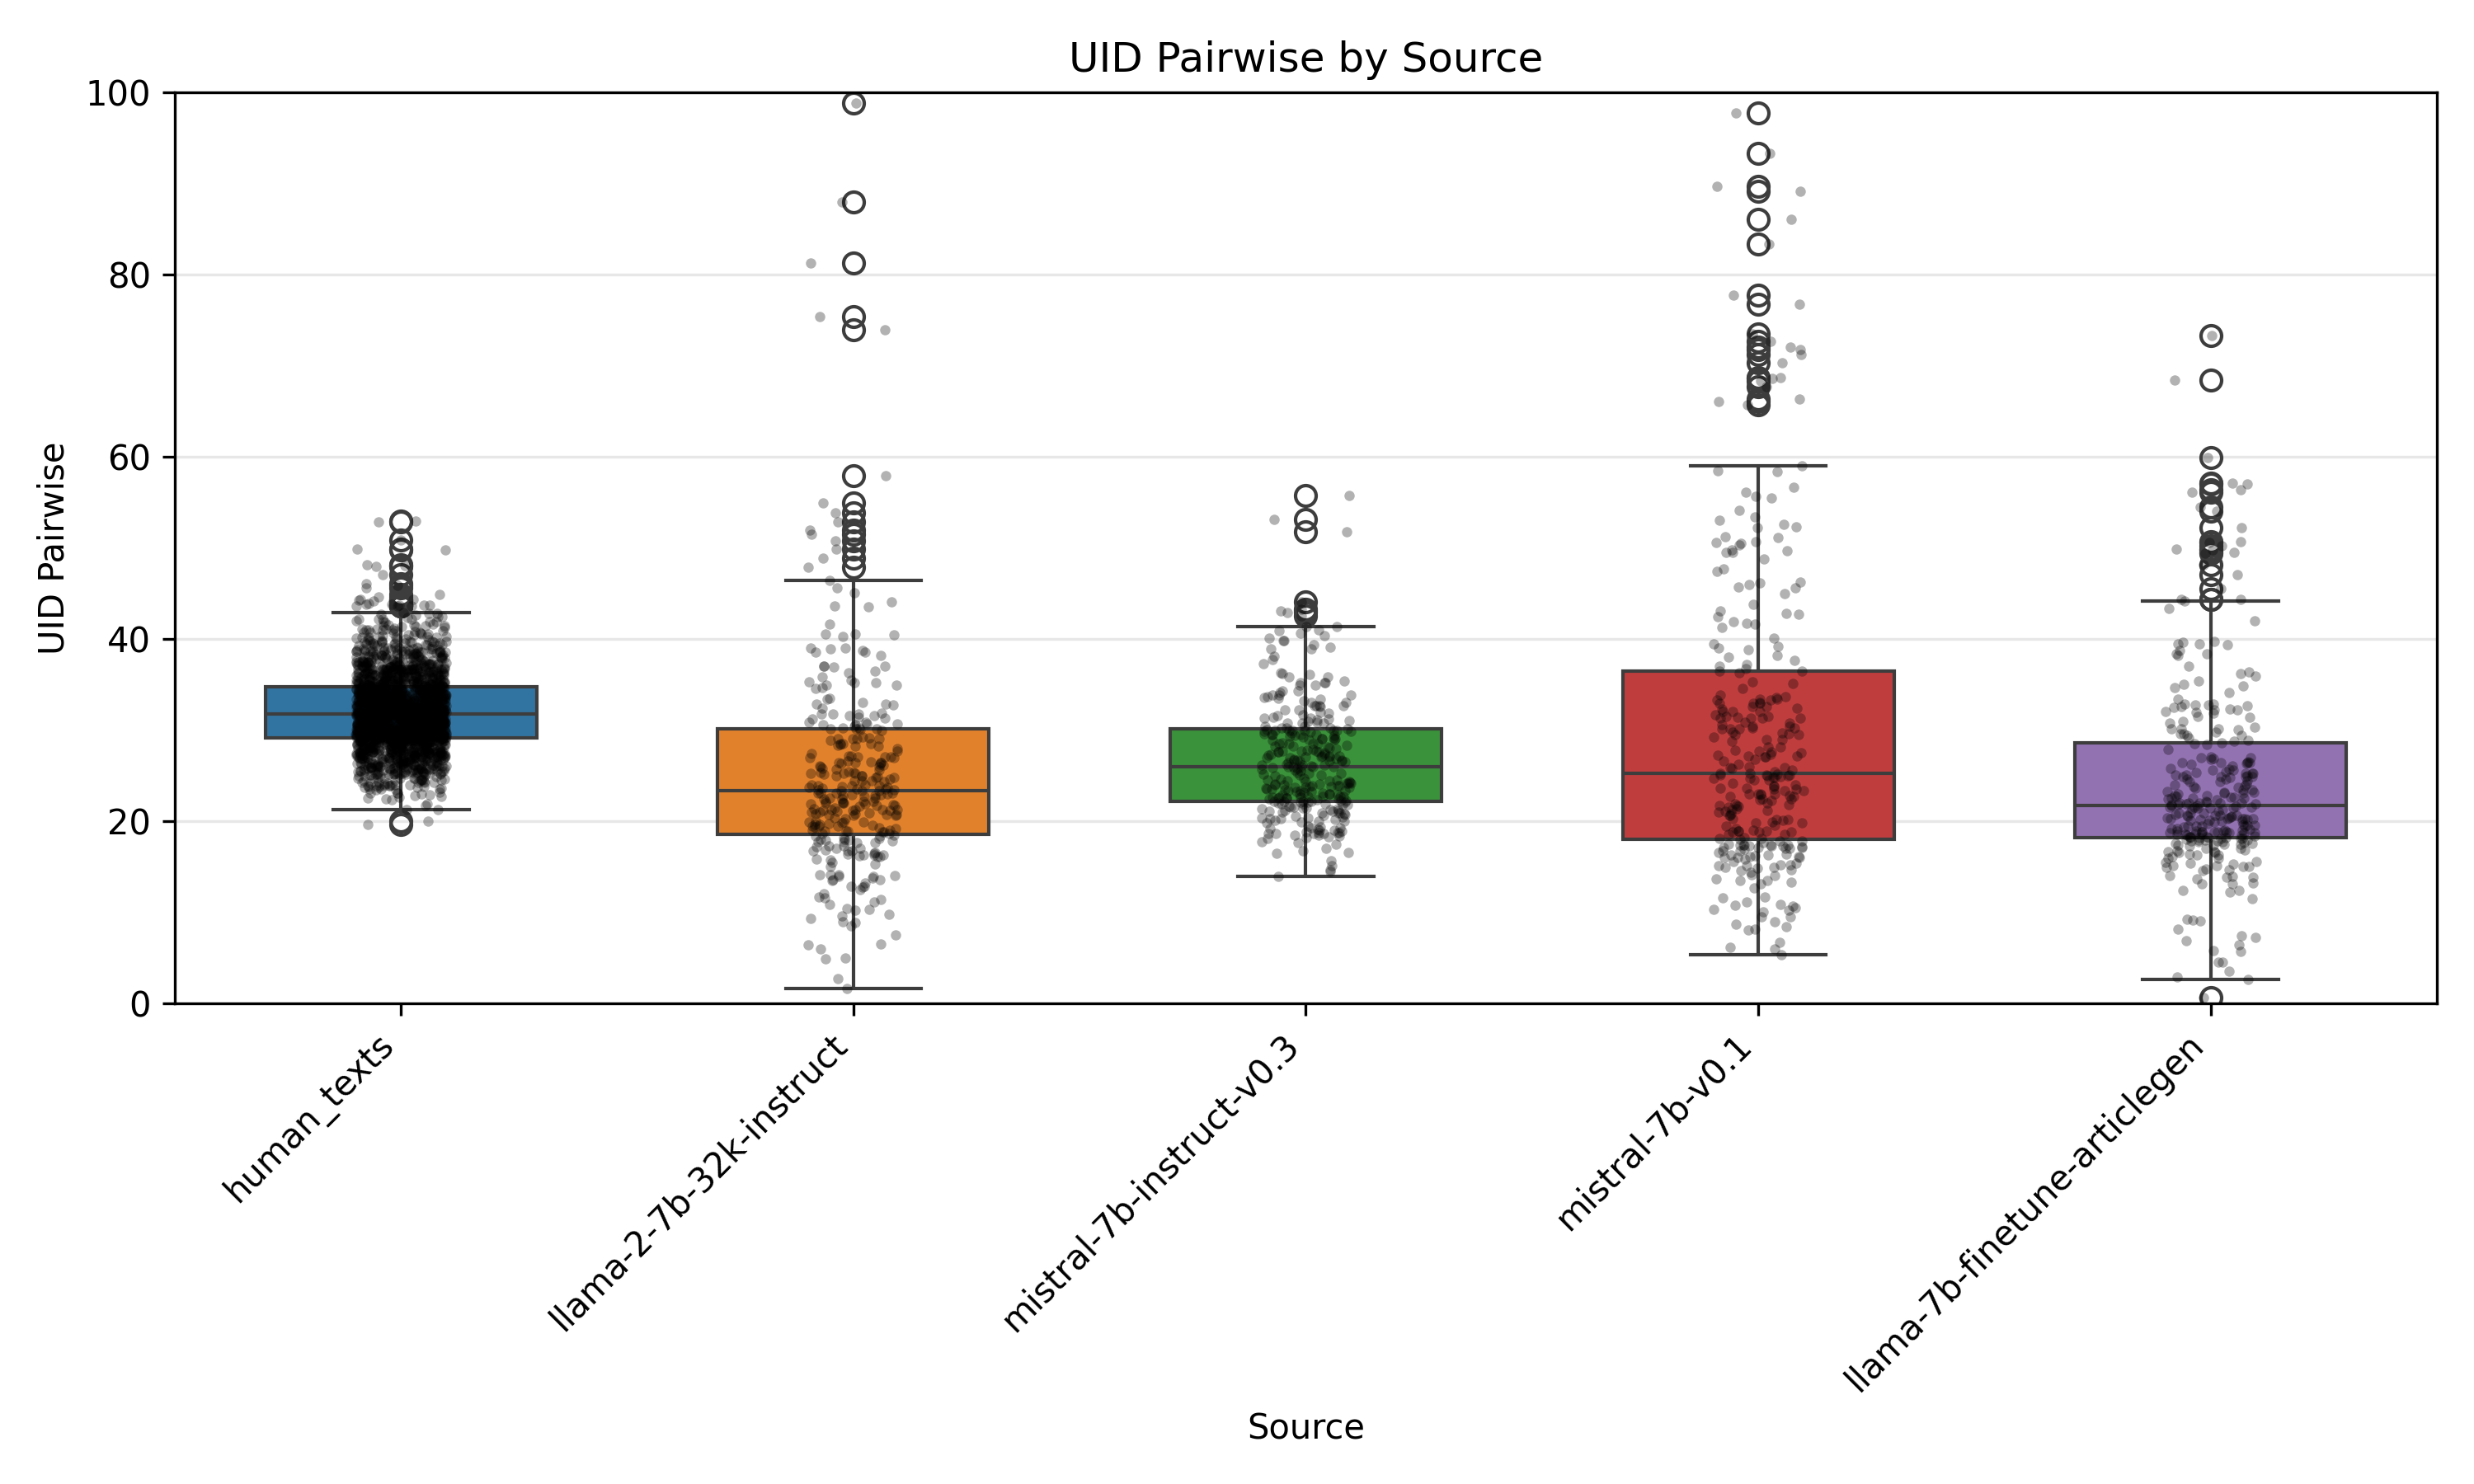 UID Pairwise by Source
UID Pairwise
100
80
60
40
20
0
human_texts
llama-2-7b-32k-instruct
mistral-7b-instruct-v0.3
mistral-7b-v0.1
llama-7b-finetune-articlegen
Source